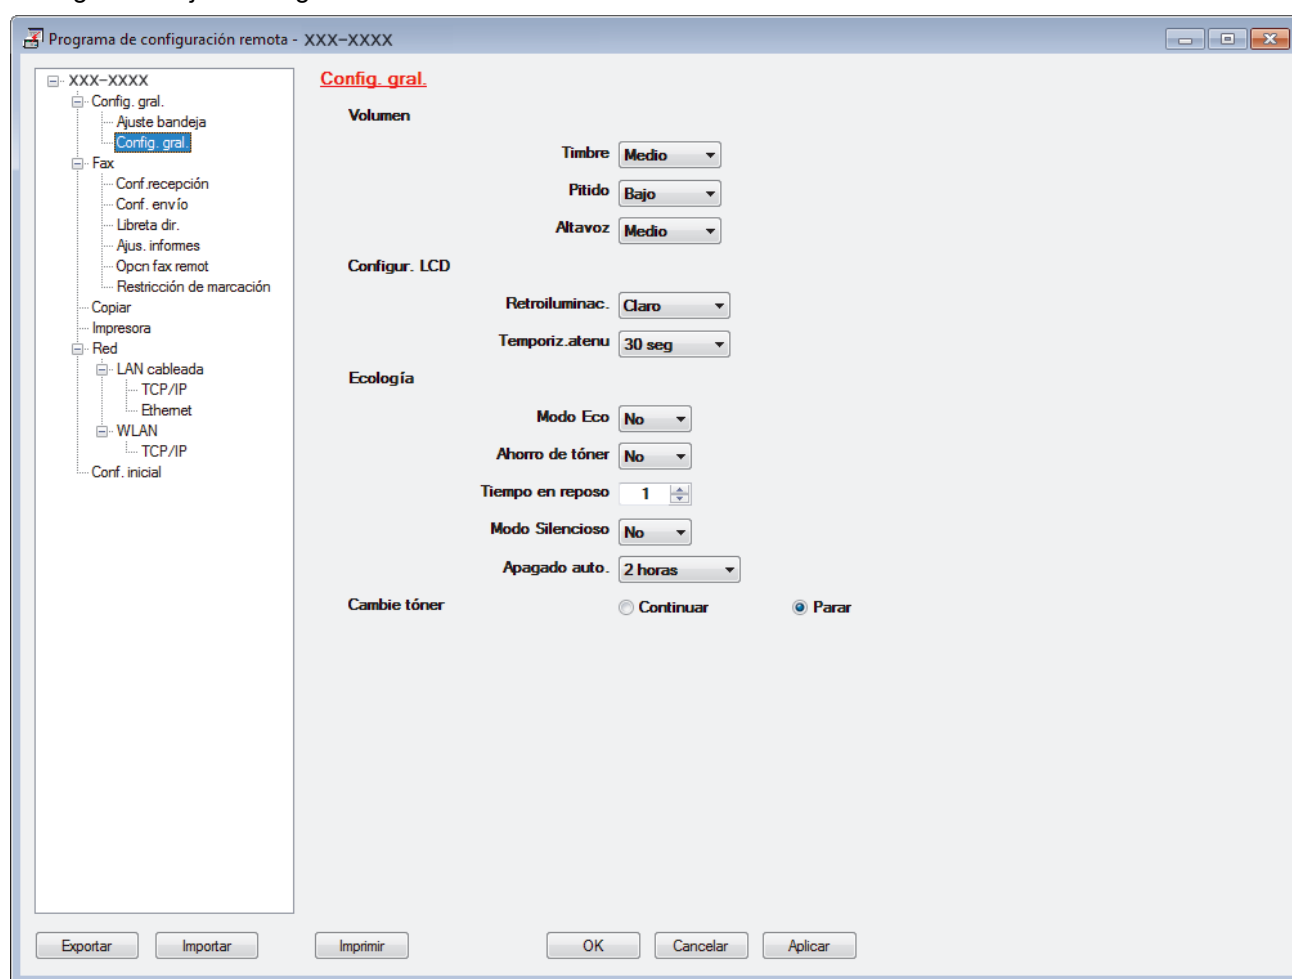 Programa de configuración remota - XXX-XXXX
XXX-XXXX
Config. gral.
Ajuste bandeja
Config. gral.
Fax
Conf.recepción
Conf. envío
Libreta dir.
Ajus. informes
Opcn fax remot
Restricción de marcación
Copiar
Impresora
Red
LAN cableada
TCP/IP
Ethernet
WLAN
TCP/IP
Conf. inicial
Config. gral.
Volumen
Timbre Medio
Pitido Bajo
Altavoz Medio
Configur. LCD
Retroiluminac. Claro
Temporiz.atenu 30 seg
Ecología
Modo Eco No
Ahorro de tóner No
Tiempo en reposo 1
Modo Silencioso No
Apagado auto. 2 horas
Cambie tóner Continuar Parar
Exportar Importar Imprimir OK Cancelar Aplicar